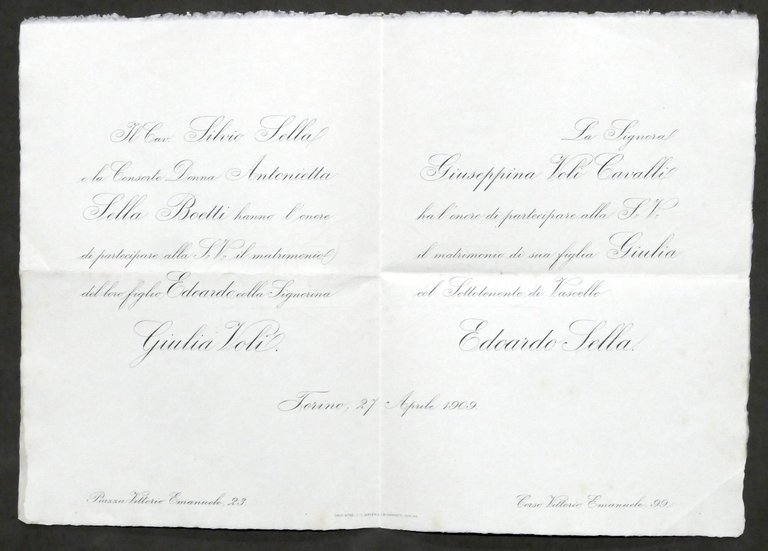 Il Cav. Silvio Sella
e la Consorte Donna Antonietta
Sella Boetti hanno l'onore
di partecipare alla S.V. il matrimonio
del loro figlio Edoardo colla Signorina
Giulia Voli.
La Signora
Giuseppina Voli Cavalli
ha l'onore di partecipare alla S.V.
il matrimonio di sua figlia Giulia
col Sottotenente di Vascello
Edoardo Sella.
Torino, 27 Aprile 1909.
Piazza Vittorio Emanuele, 23.
Corso Vittorio Emanuele, 99.